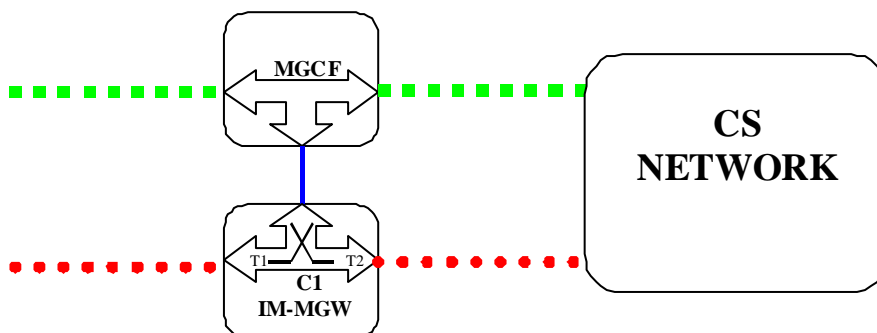 MGCF
CS
NETWORK
T1 T2
C1
IM-MGW